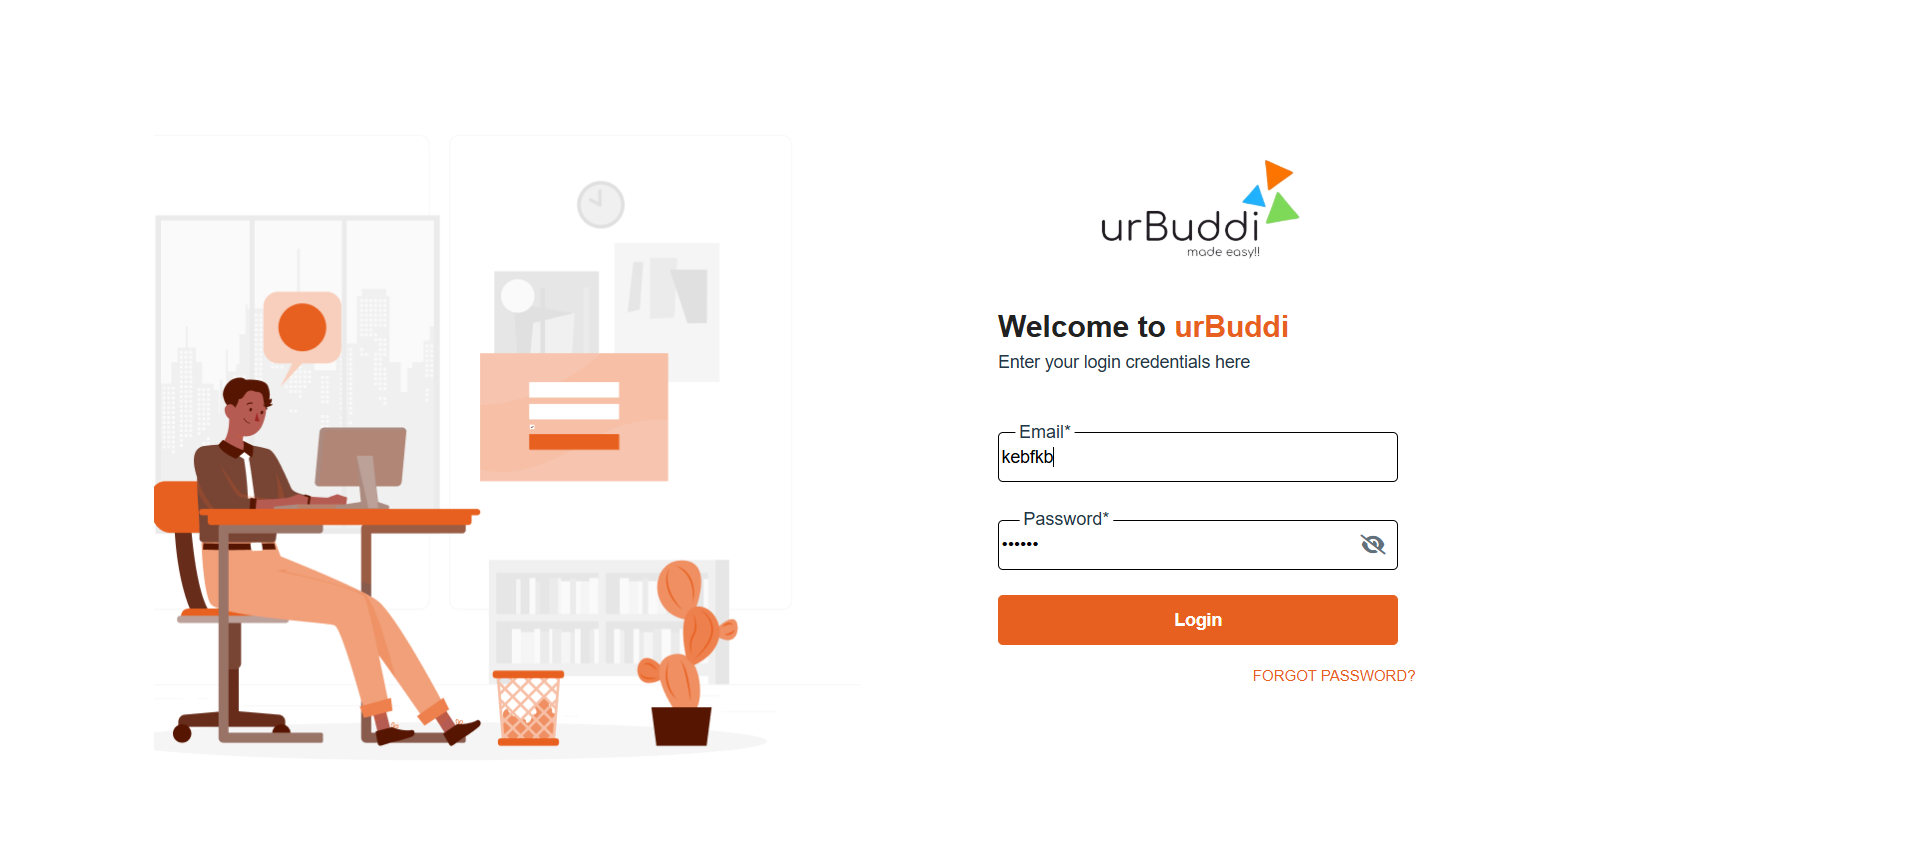 urBuddi
made easy!!
Welcome to urBuddi
Enter your login credentials here
Email*
kebfkb
Password*
••••••
Login
FORGOT PASSWORD?